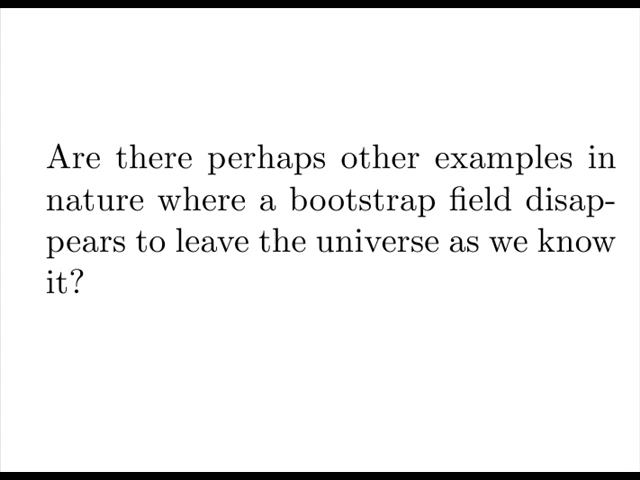 Are there perhaps other examples in
nature where a bootstrap field disap-
pears to leave the universe as we know
it?